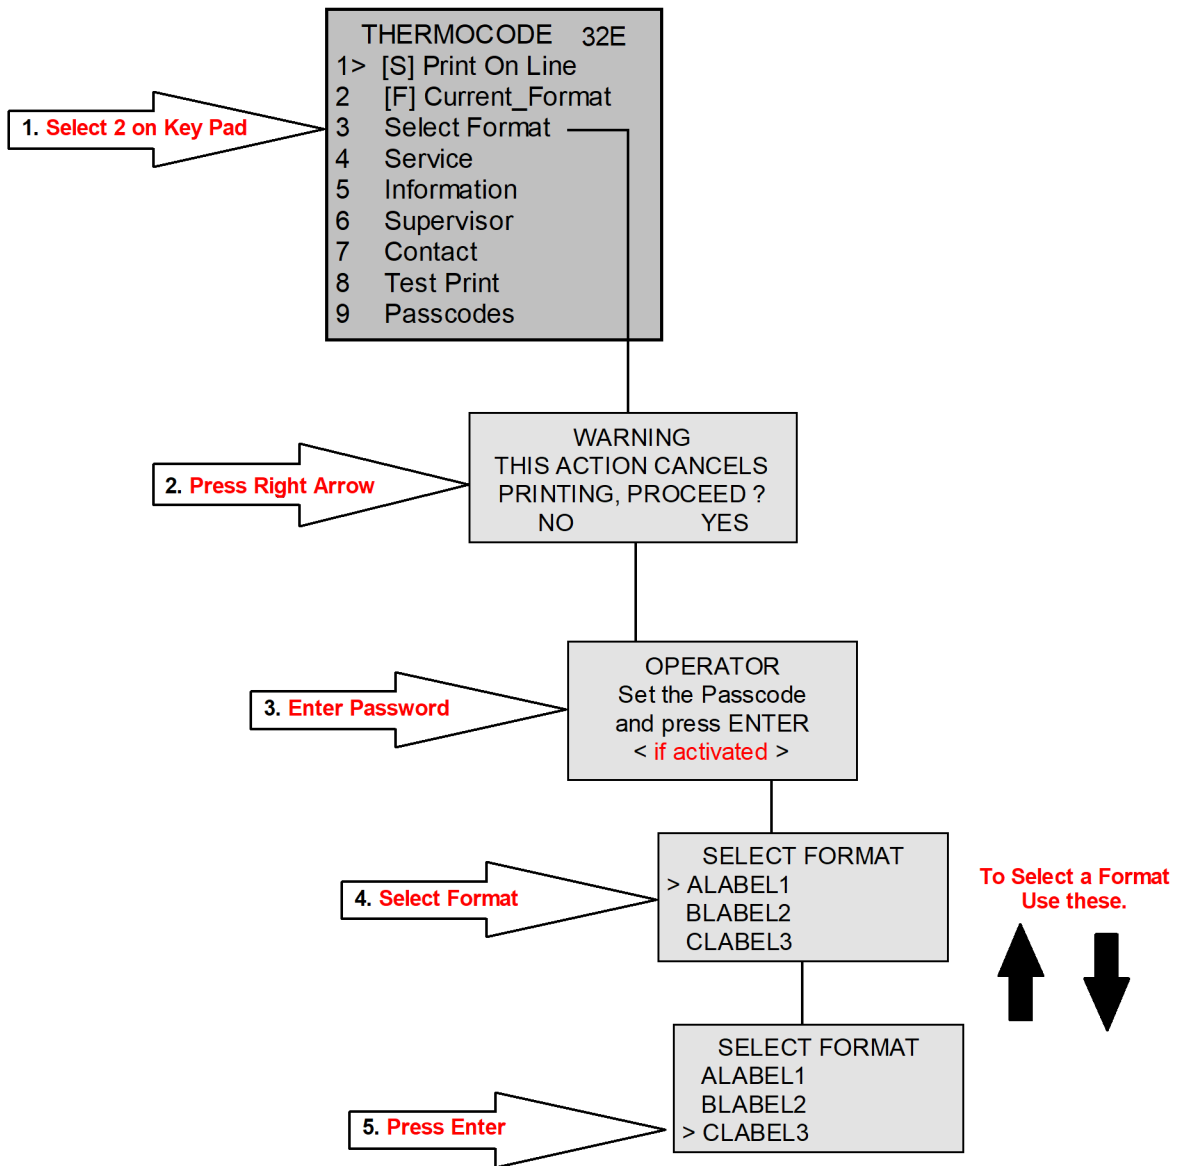 THERMOCODE 32E
1> [S] Print On Line
2 [F] Current_Format
3 Select Format
4 Service
5 Information
6 Supervisor
7 Contact
8 Test Print
9 Passcodes
1. Select 2 on Key Pad
WARNING
THIS ACTION CANCELS
PRINTING, PROCEED ?
NO YES
2. Press Right Arrow
OPERATOR
Set the Passcode
and press ENTER
< if activated >
3. Enter Password
SELECT FORMAT
> ALABEL1
BLABEL2
CLABEL3
4. Select Format
To Select a Format
Use these.
SELECT FORMAT
ALABEL1
BLABEL2
> CLABEL3
5. Press Enter